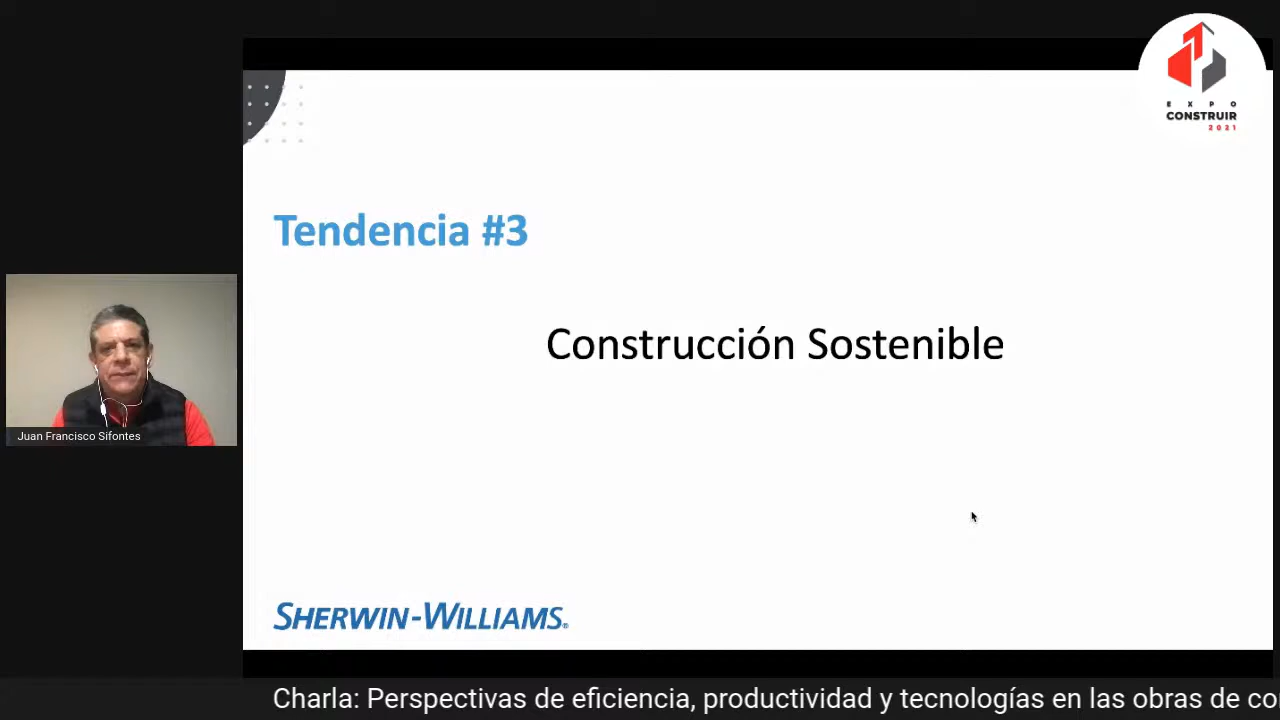 EXPO
CONSTRUIR
2021
Tendencia #3
Construcción Sostenible
Juan Francisco Sifontes
SHERWIN-WILLIAMS®
Charla: Perspectivas de eficiencia, productividad y tecnologías en las obras de co